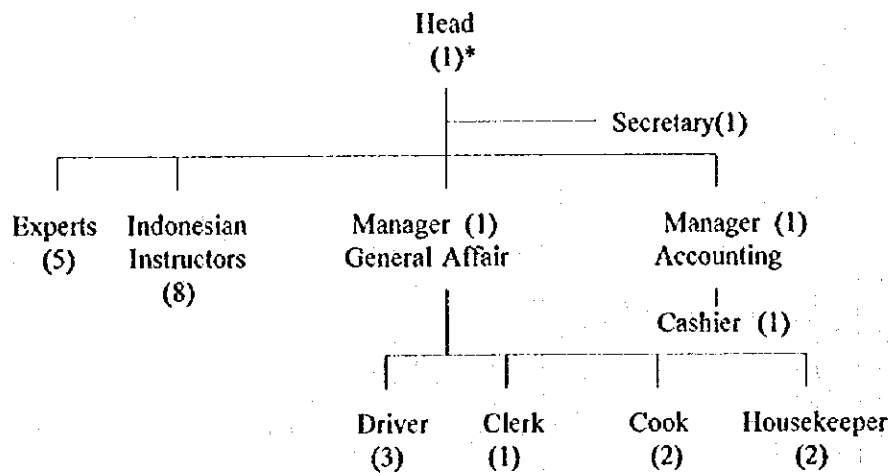 Head
(1)*
Secretary(1)
Experts
(5)
Indonesian
Instructors
(8)
Manager (1)
General Affair
Manager (1)
Accounting
Cashier (1)
Driver
(3)
Clerk
(1)
Cook
(2)
Housekeeper
(2)